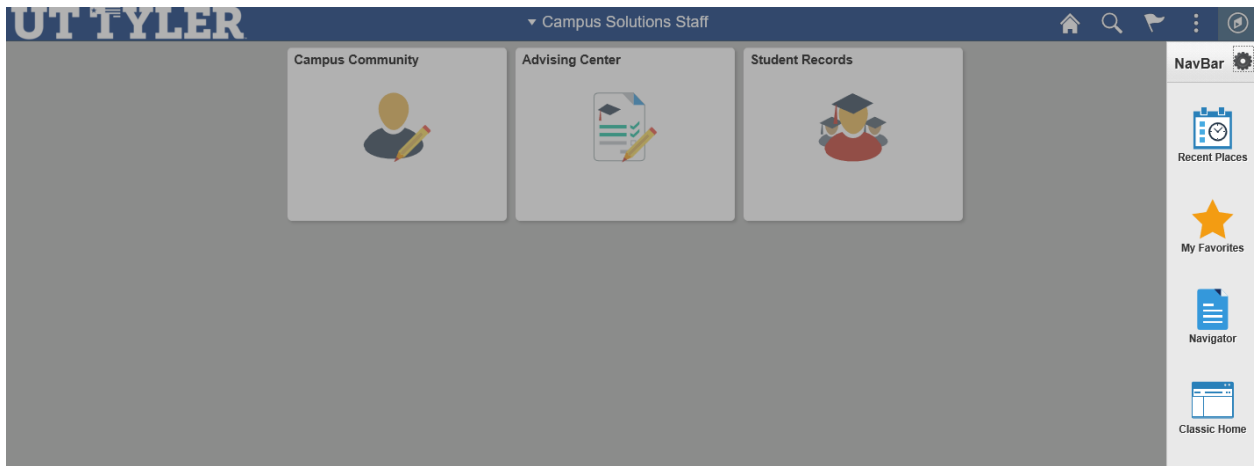 UT TYLER
Campus Solutions Staff
Campus Community
Advising Center
Student Records
NavBar
Recent Places
My Favorites
Navigator
Classic Home